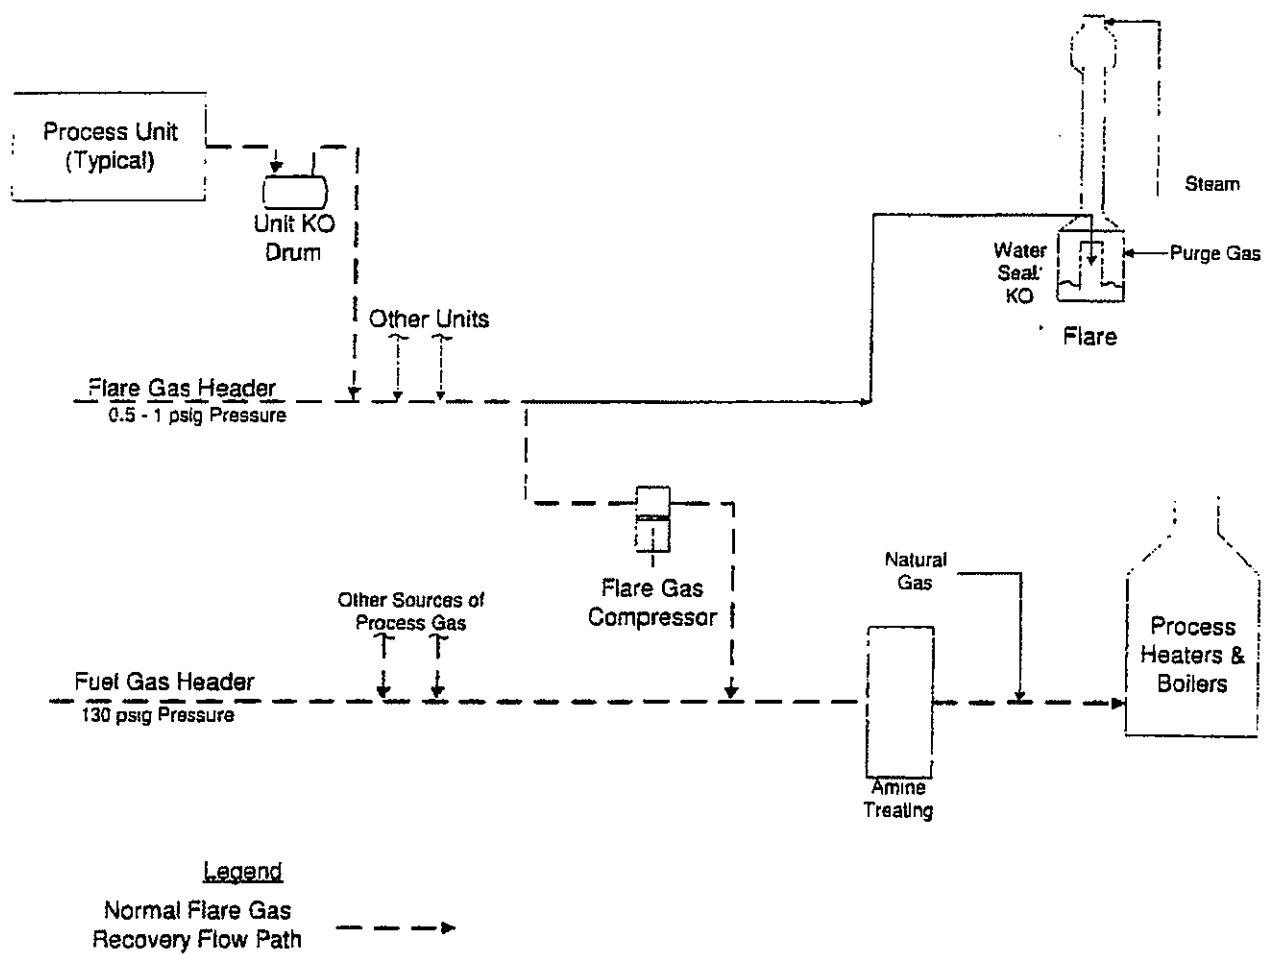 Process Unit
(Typical)
Unit KO
Drum
Steam
Water
Seal
KO
Purge Gas
Flare
Other Units
Flare Gas Header
0.5 - 1 psig Pressure
Flare Gas
Compressor
Natural
Gas
Other Sources of
Process Gas
Process
Heaters &
Boilers
Fuel Gas Header
130 psig Pressure
Amine
Treating
Legend
Normal Flare Gas
Recovery Flow Path